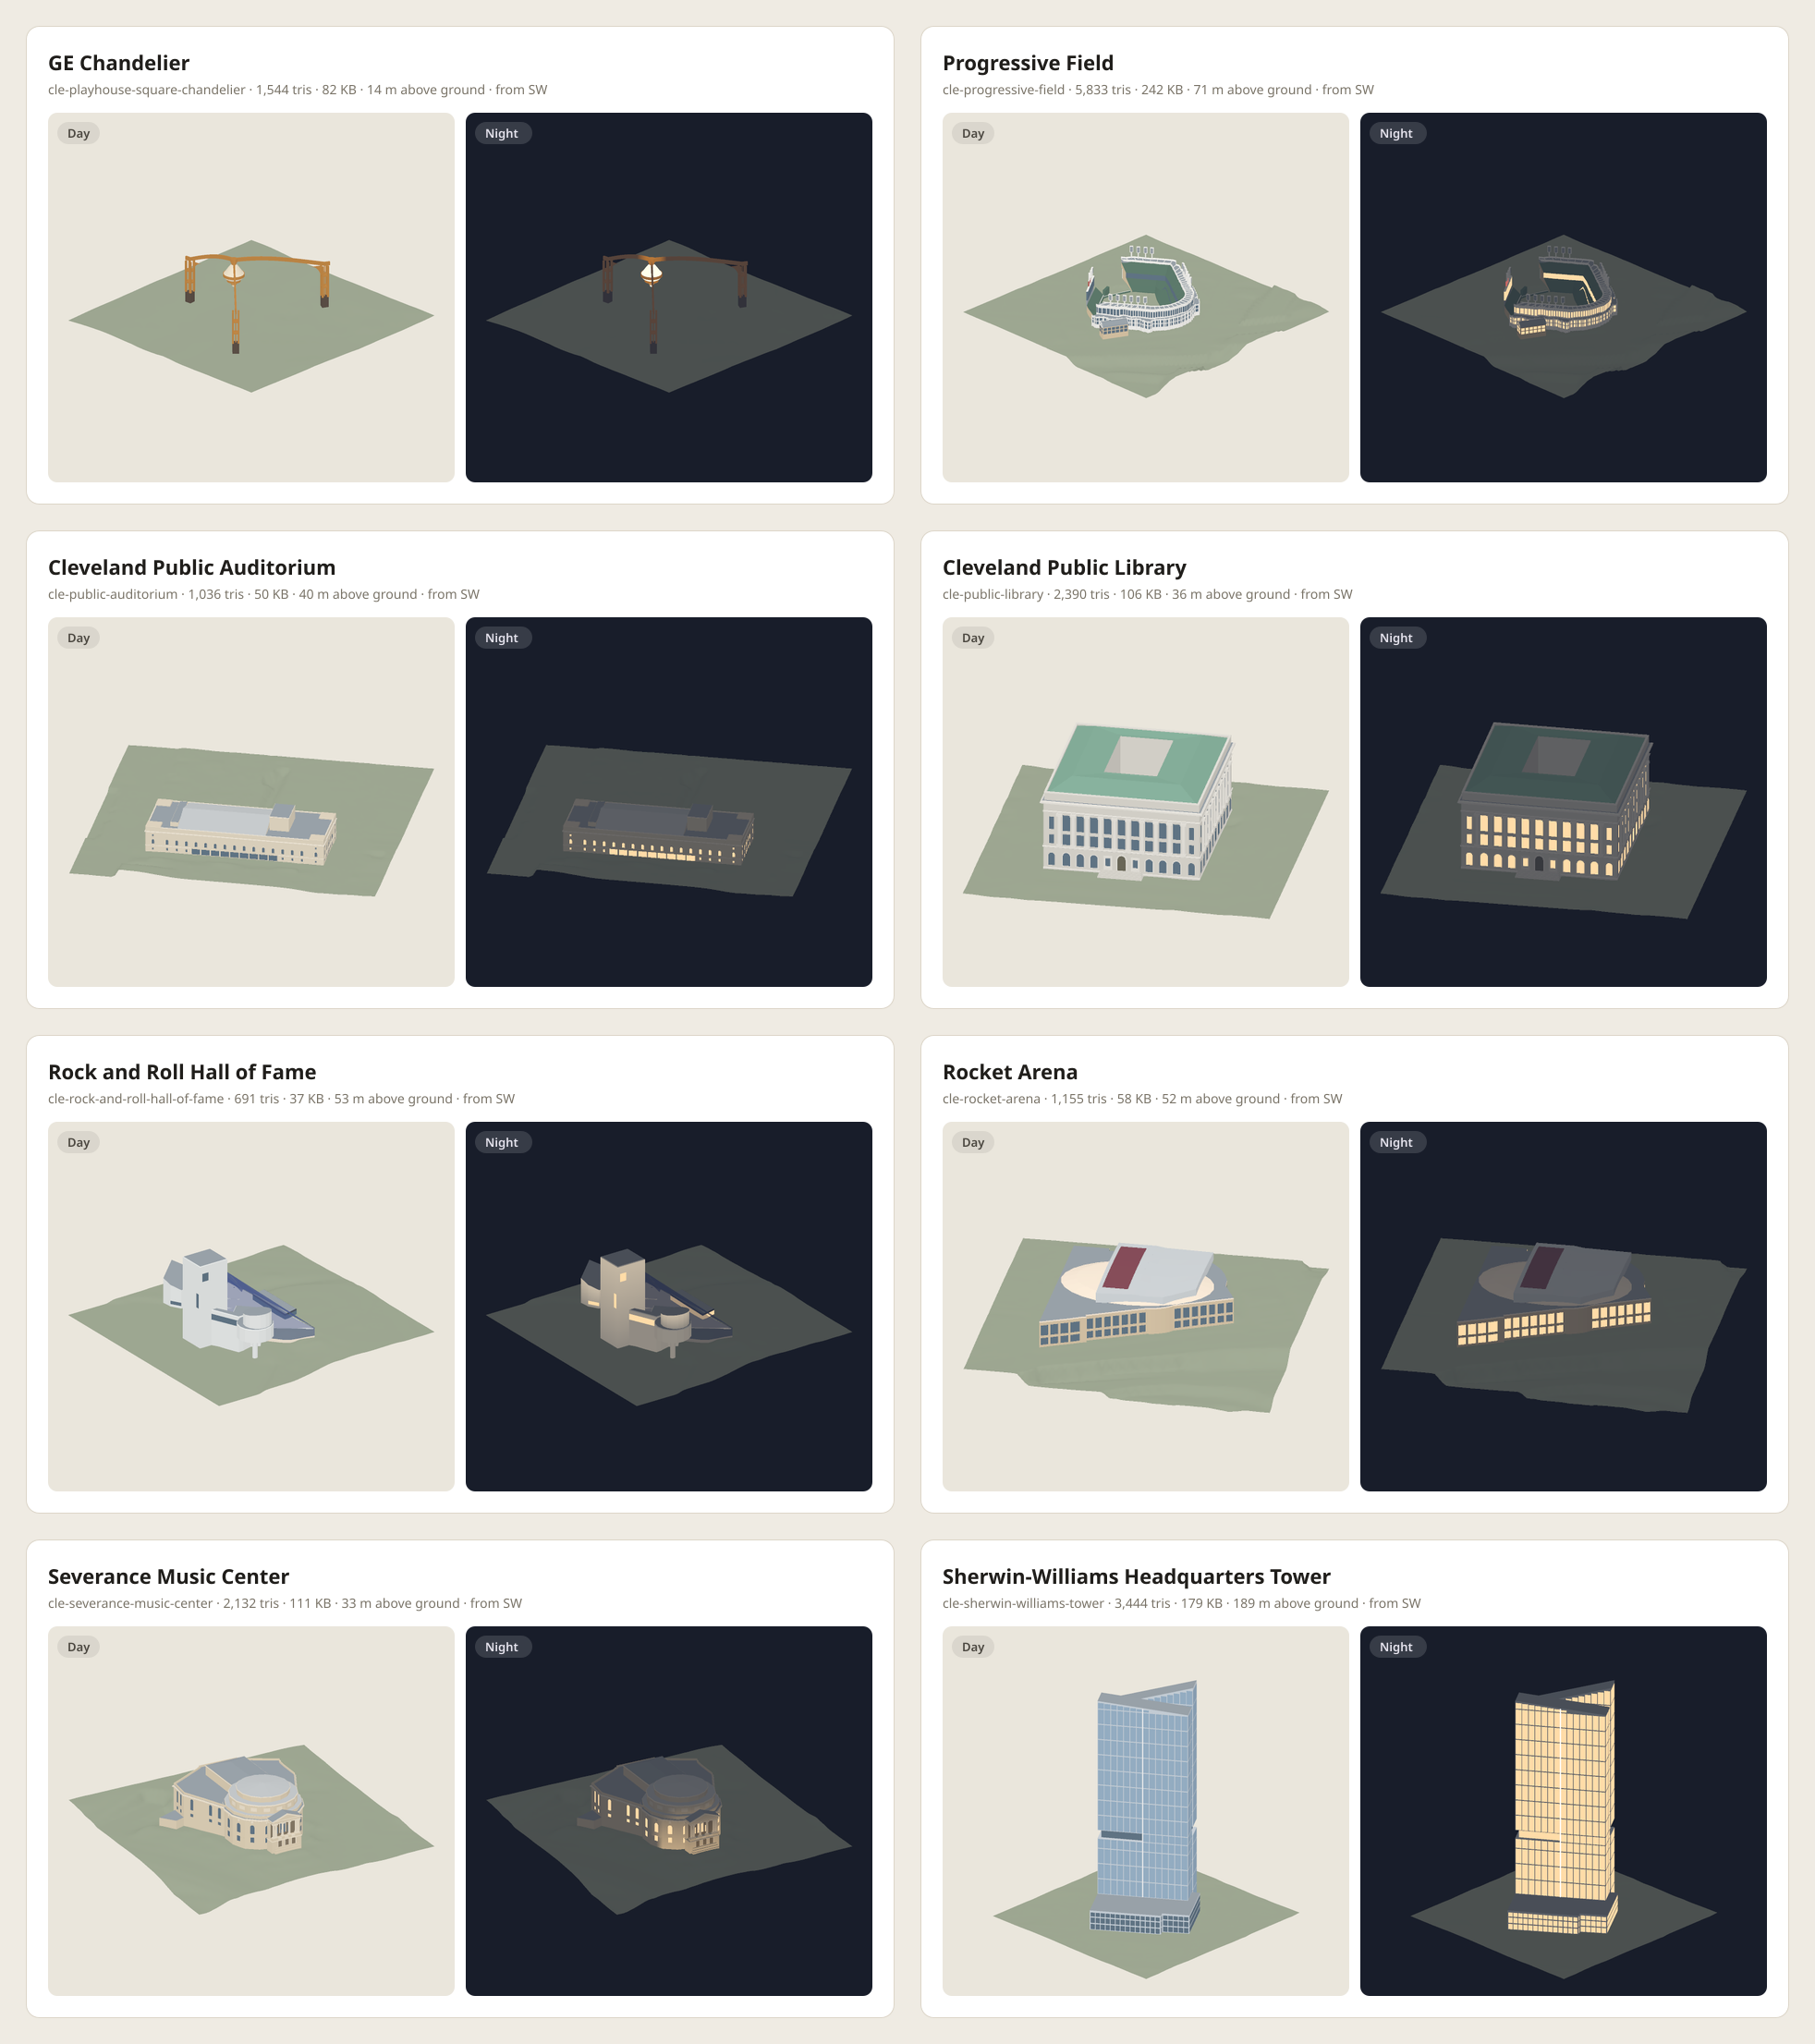 GE Chandelier
cle-playhouse-square-chandelier · 1,544 tris · 82 KB · 14 m above ground · from SW
Day
Night
Progressive Field
cle-progressive-field · 5,833 tris · 242 KB · 71 m above ground · from SW
Day
Night
Cleveland Public Auditorium
cle-public-auditorium · 1,036 tris · 50 KB · 40 m above ground · from SW
Day
Night
Cleveland Public Library
cle-public-library · 2,390 tris · 106 KB · 36 m above ground · from SW
Day
Night
Rock and Roll Hall of Fame
cle-rock-and-roll-hall-of-fame · 691 tris · 37 KB · 53 m above ground · from SW
Day
Night
Rocket Arena
cle-rocket-arena · 1,155 tris · 58 KB · 52 m above ground · from SW
Day
Night
Severance Music Center
cle-severance-music-center · 2,132 tris · 111 KB · 33 m above ground · from SW
Day
Night
Sherwin-Williams Headquarters Tower
cle-sherwin-williams-tower · 3,444 tris · 179 KB · 189 m above ground · from SW
Day
Night